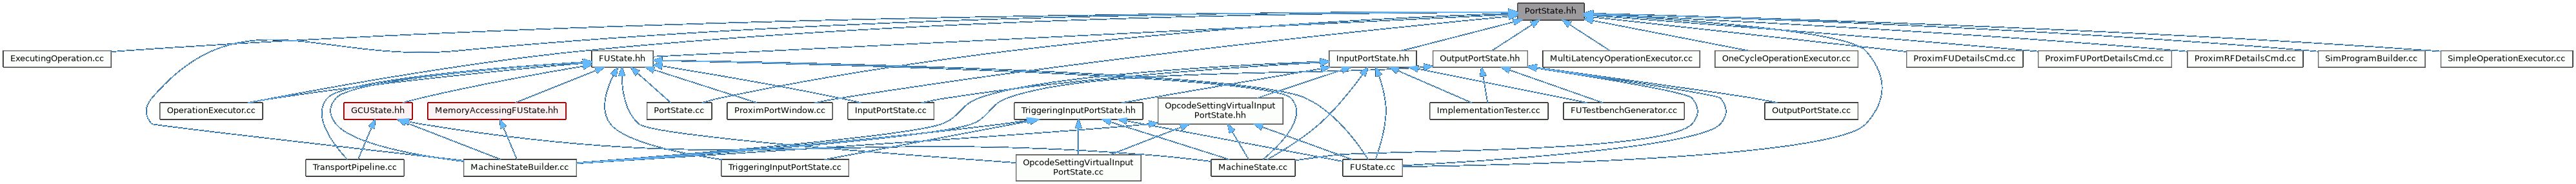 PortState.hh
ExecutingOperation.cc
FUState.hh
InputPortState.hh
OutputPortState.hh
MultiLatencyOperationExecutor.cc
OneCycleOperationExecutor.cc
ProximFUDetailsCmd.cc
ProximFUPortDetailsCmd.cc
ProximRFDetailsCmd.cc
SimProgramBuilder.cc
SimpleOperationExecutor.cc
OperationExecutor.cc
GCUState.hh
MemoryAccessingFUState.hh
PortState.cc
ProximPortWindow.cc
InputPortState.cc
TriggeringInputPortState.hh
OpcodeSettingVirtualInput
PortState.hh
ImplementationTester.cc
FUTestbenchGenerator.cc
OutputPortState.cc
TransportPipeline.cc
MachineStateBuilder.cc
TriggeringInputPortState.cc
OpcodeSettingVirtualInput
PortState.cc
MachineState.cc
FUState.cc